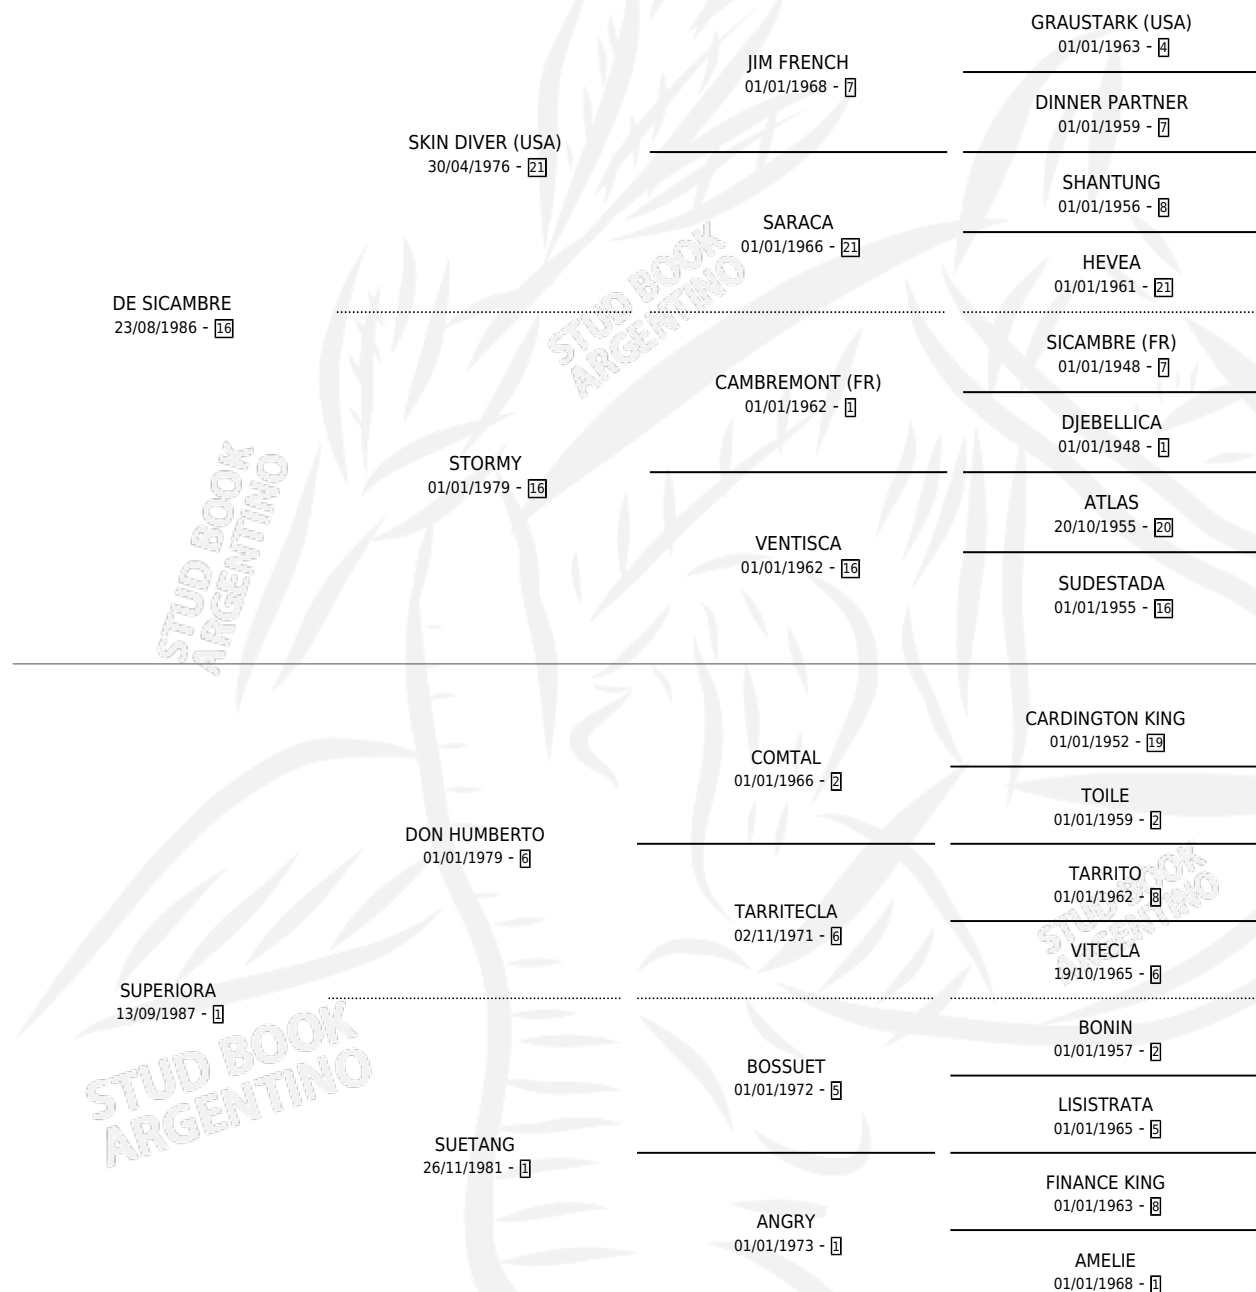 GRAUSTARK (USA)
01/01/1963 - 4
JIM FRENCH
01/01/1968 - 7
DINNER PARTNER
01/01/1959 - 7
SKIN DIVER (USA)
30/04/1976 - 21
SHANTUNG
01/01/1956 - 8
SARACA
01/01/1966 - 21
HEVEA
01/01/1961 - 21
DE SICAMBRE
23/08/1986 - 16
SICAMBRE (FR)
01/01/1948 - 7
CAMBREMONT (FR)
01/01/1962 - 1
DJEBELLICA
01/01/1948 - 1
STORMY
01/01/1979 - 16
ATLAS
20/10/1955 - 20
VENTISCA
01/01/1962 - 16
SUDESTADA
01/01/1955 - 16
CARDINGTON KING
01/01/1952 - 19
COMTAL
01/01/1966 - 2
TOILE
01/01/1959 - 2
DON HUMBERTO
01/01/1979 - 6
TARRITO
01/01/1962 - 8
TARRITECLA
02/11/1971 - 6
VITECLA
19/10/1965 - 6
SUPERIORA
13/09/1987 - 1
BONIN
01/01/1957 - 2
BOSSUET
01/01/1972 - 5
LISISTRATA
01/01/1965 - 5
SUETANG
26/11/1981 - 1
FINANCE KING
01/01/1963 - 8
ANGRY
01/01/1973 - 1
AMELIE
01/01/1968 - 1
STUD BOOK
ARGENTINO
STUD BOOK
ARGENTINO
STUD BOOK
ARGENTINO
STUD BOOK
ARGENTINO